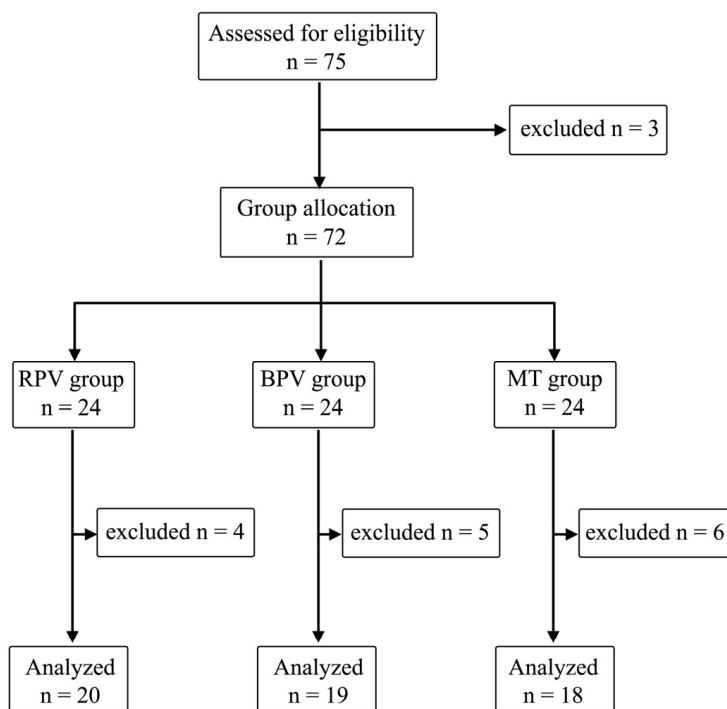 Assessed for eligibility
n = 75
excluded n = 3
Group allocation
n = 72
RPV group
n = 24
BPV group
n = 24
MT group
n = 24
excluded n = 4
excluded n = 5
excluded n = 6
Analyzed
n = 20
Analyzed
n = 19
Analyzed
n = 18